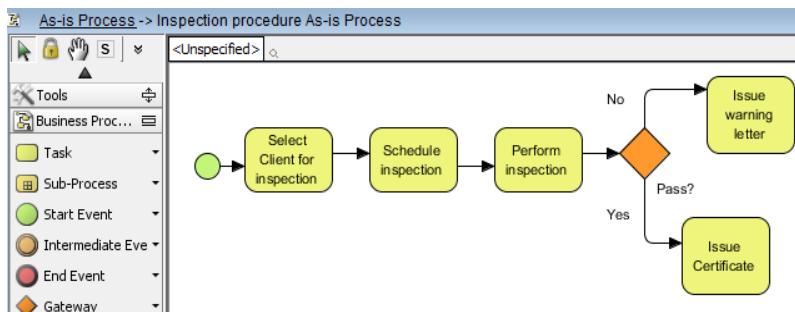 As-is Process -> Inspection procedure As-is Process
S
<Unspecified>
Tools
Business Proc...
Task
Sub-Process
Start Event
Intermediate Eve
End Event
Gateway
Select
Client for
inspection
Schedule
inspection
Perform
inspection
No
Pass?
Yes
Issue
warning
letter
Issue
Certificate